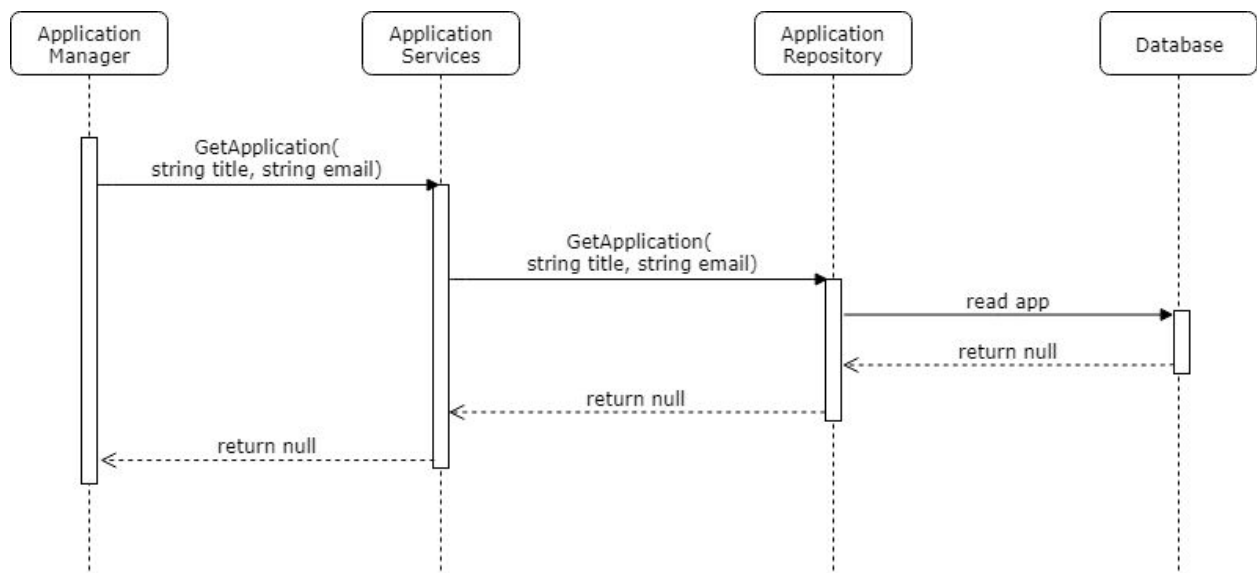 Application
Manager
Application
Services
Application
Repository
Database
GetApplication(
string title, string email)
GetApplication(
string title, string email)
read app
return null
return null
return null